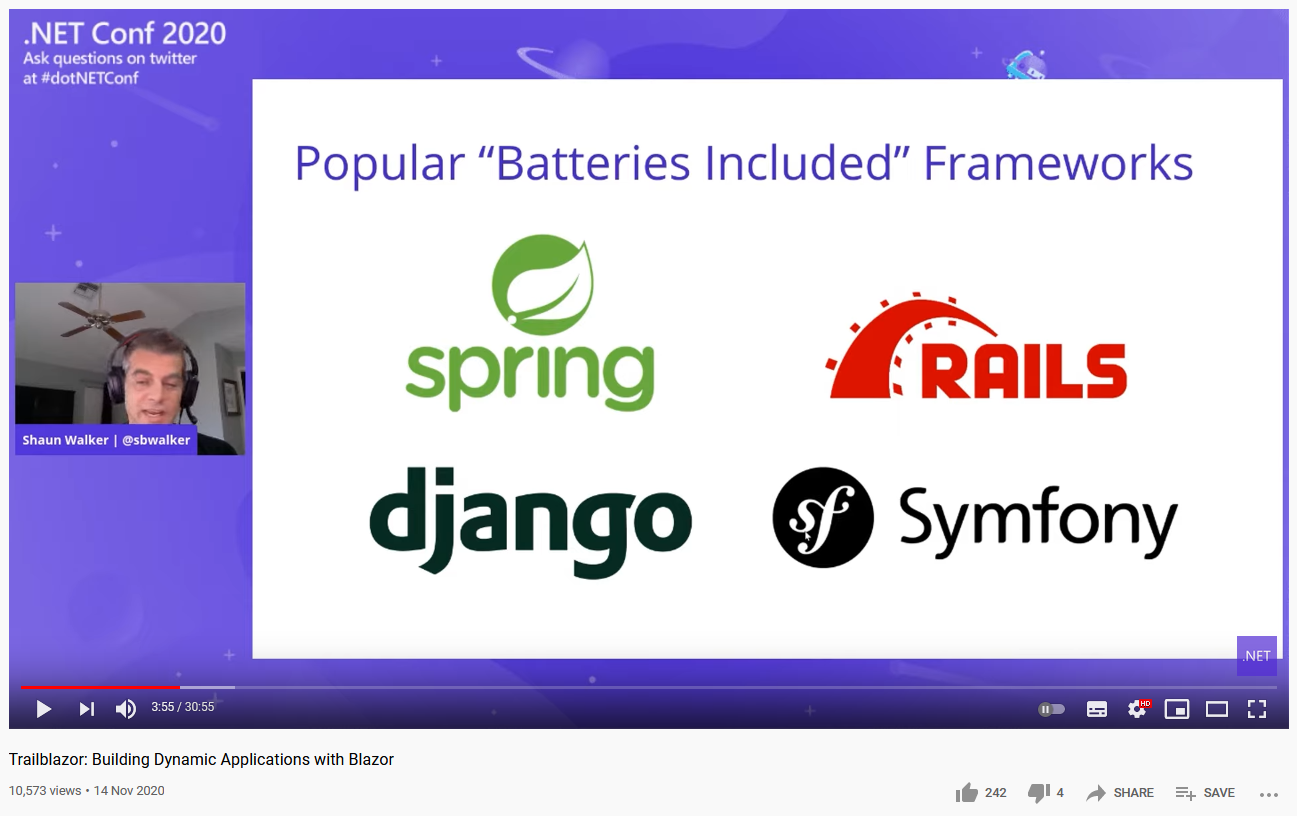 .NET Conf 2020
Ask questions on twitter
at #dotNETConf
Popular “Batteries Included” Frameworks
spring
RAILS
django
sf Symfony
Shaun Walker | @sbwalker
.NET
3:55 / 30:55
HD
Trailblazor: Building Dynamic Applications with Blazor
10,573 views • 14 Nov 2020
242
4
SHARE
SAVE